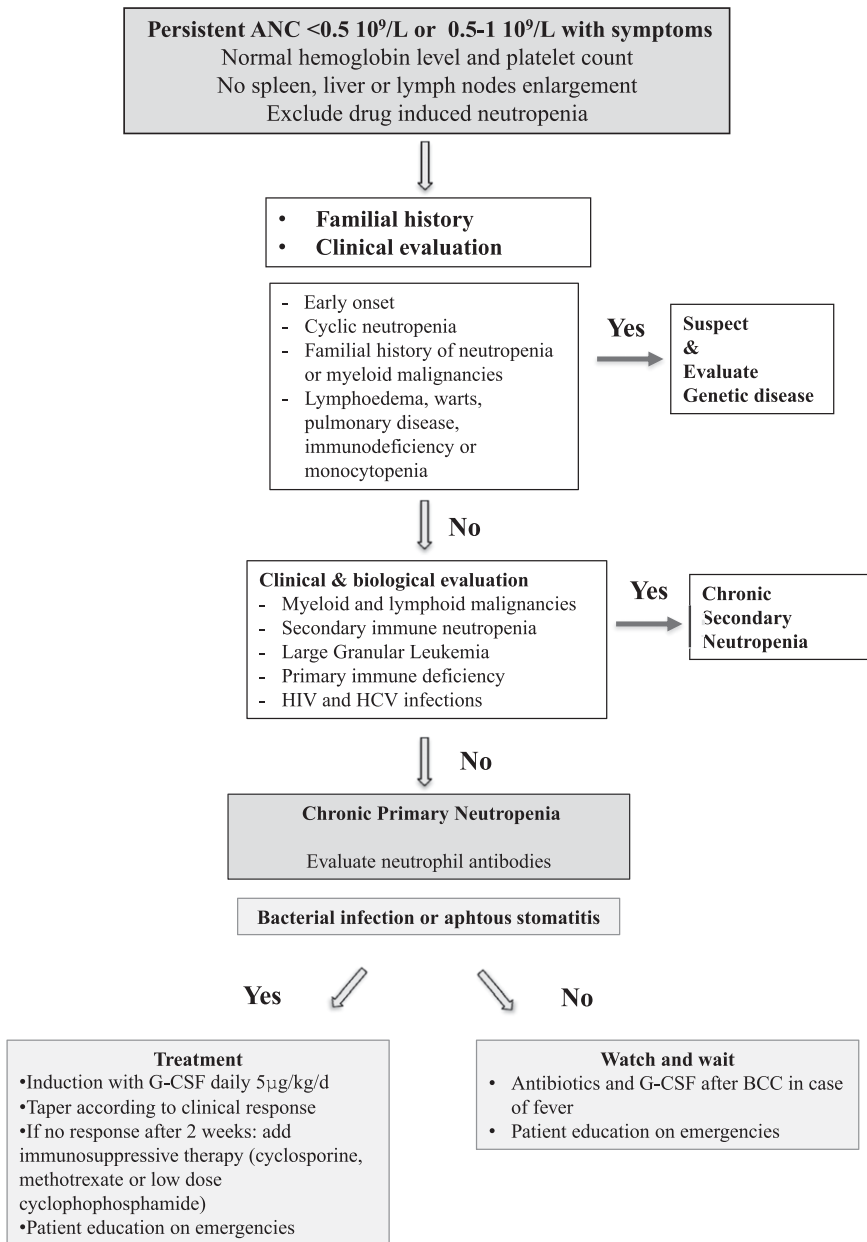 Persistent ANC <0.5 10⁹/L or 0.5-1 10⁹/L with symptoms
Normal hemoglobin level and platelet count
No spleen, liver or lymph nodes enlargement
Exclude drug induced neutropenia
• Familial history
• Clinical evaluation
- Early onset
- Cyclic neutropenia
- Familial history of neutropenia
or myeloid malignancies
- Lymphoedema, warts,
pulmonary disease,
immunodeficiency or
monocytopenia
Yes
Suspect
&
Evaluate
Genetic disease
No
Clinical & biological evaluation
- Myeloid and lymphoid malignancies
- Secondary immune neutropenia
- Large Granular Leukemia
- Primary immune deficiency
- HIV and HCV infections
Yes
Chronic
Secondary
Neutropenia
No
Chronic Primary Neutropenia
Evaluate neutrophil antibodies
Bacterial infection or aphtous stomatitis
Yes
No
Treatment
•Induction with G-CSF daily 5µg/kg/d
•Taper according to clinical response
•If no response after 2 weeks: add
immunosuppressive therapy (cyclosporine,
methotrexate or low dose
cyclophophosphamide)
•Patient education on emergencies
Watch and wait
• Antibiotics and G-CSF after BCC in case
of fever
• Patient education on emergencies